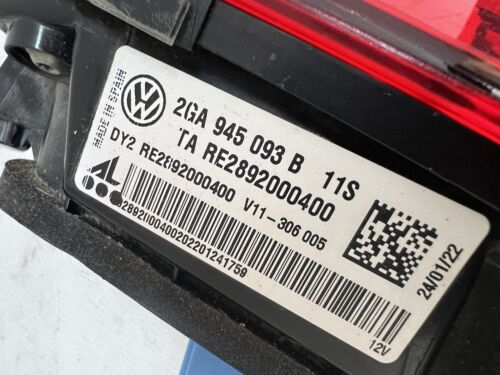 MADE IN SPAIN
VW
2GA 945 093 B 11S
TA RE2892000400
DY2 RE2892000400 V11-306 005
AL
24/01/22
12V